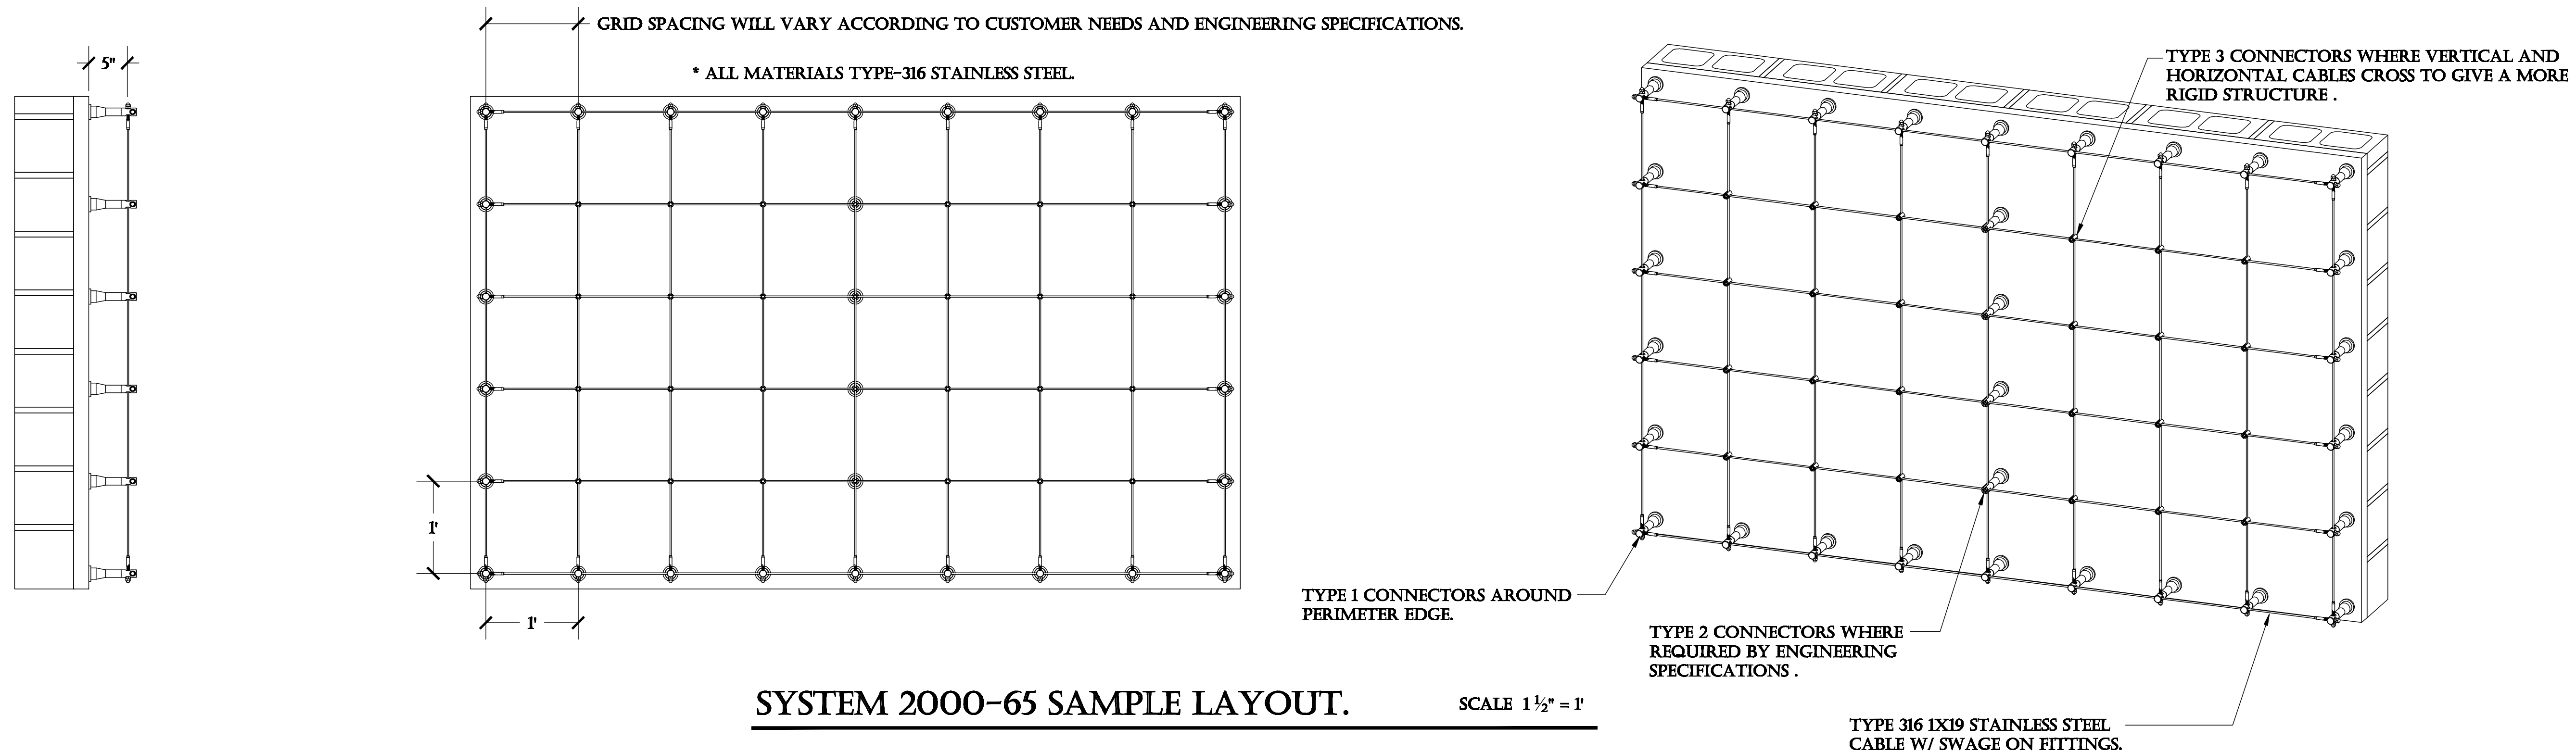 GRID SPACING WILL VARY ACCORDING TO CUSTOMER NEEDS AND ENGINEERING SPECIFICATIONS.
5"
* ALL MATERIALS TYPE-316 STAINLESS STEEL.
TYPE 3 CONNECTORS WHERE VERTICAL AND
HORIZONTAL CABLES CROSS TO GIVE A MORE
RIGID STRUCTURE .
1'
1'
TYPE 1 CONNECTORS AROUND
PERIMETER EDGE.
TYPE 2 CONNECTORS WHERE
REQUIRED BY ENGINEERING
SPECIFICATIONS .
SYSTEM 2000-65 SAMPLE LAYOUT.
SCALE 1 ½" = 1'
TYPE 316 1X19 STAINLESS STEEL
CABLE W/ SWAGE ON FITTINGS.